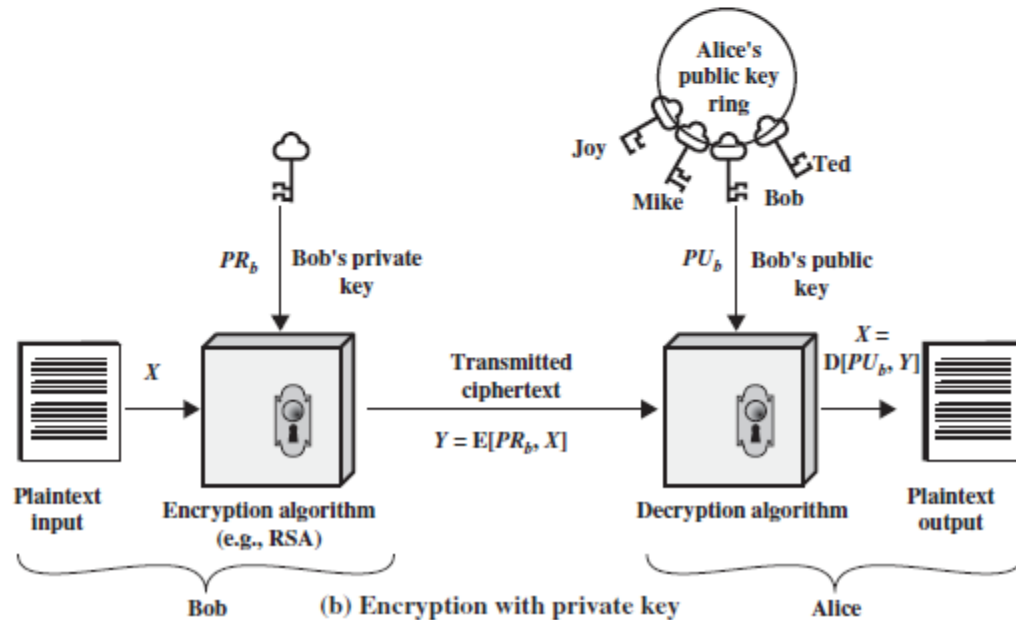 Alice's
public key
ring
Joy
Mike
Bob
Ted
PR_b
Bob's private
key
PU_b
Bob's public
key
X
Transmitted
ciphertext
Y = E[PR_b, X]
X =
D[PU_b, Y]
Plaintext
input
Encryption algorithm
(e.g., RSA)
Decryption algorithm
Plaintext
output
Bob
(b) Encryption with private key
Alice